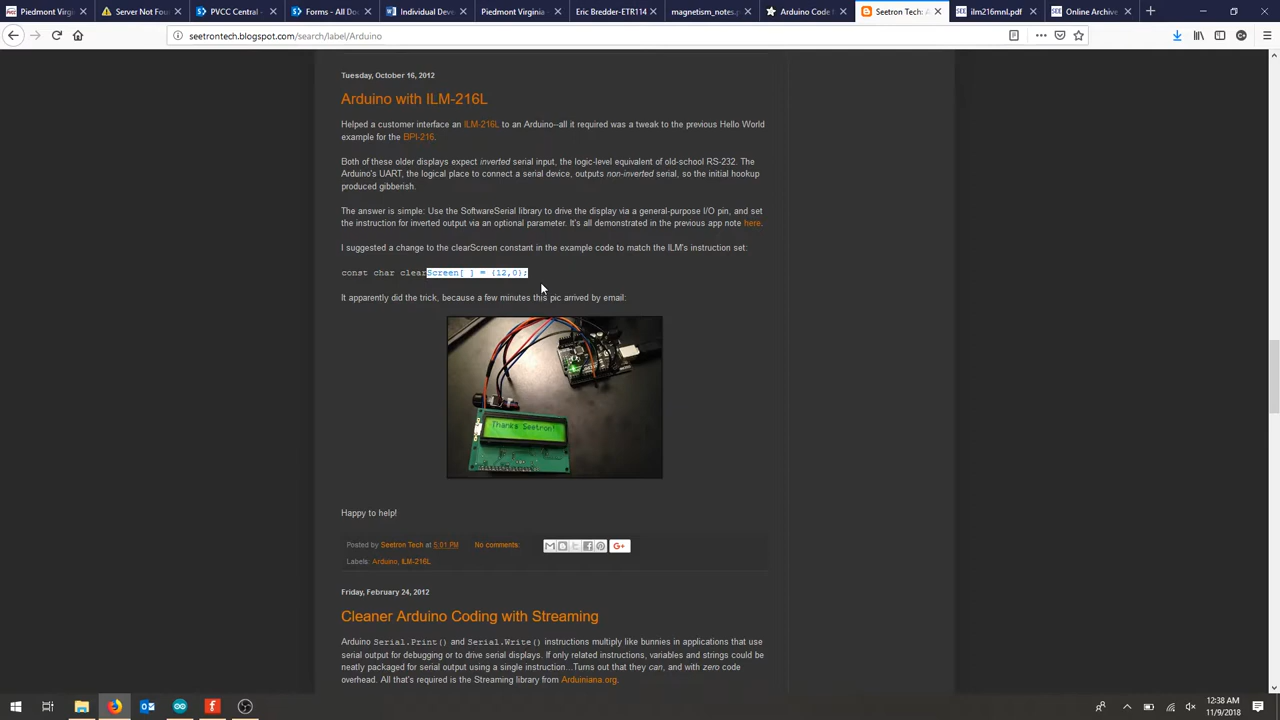 Piedmont Virginia
Server Not Foun
PVCC Central -
Forms - All Doc
Individual Devel
Piedmont Virginia
Eric Bredder-ETR114
magnetism_notes.p
Arduino Code f
Seetron Tech: A
ilm216mnl.pdf
Online Archive
seetrontech.blogspot.com/search/label/Arduino
Tuesday, October 16, 2012
Arduino with ILM-216L
Helped a customer interface an ILM-216L to an Arduino–all it required was a tweak to the previous Hello World
example for the BPI-216.
Both of these older displays expect inverted serial input, the logic-level equivalent of old-school RS-232. The
Arduino's UART, the logical place to connect a serial device, outputs non-inverted serial, so the initial hookup
produced gibberish.
The answer is simple: Use the SoftwareSerial library to drive the display via a general-purpose I/O pin, and set
the instruction for inverted output via an optional parameter. It's all demonstrated in the previous app note here.
I suggested a change to the clearScreen constant in the example code to match the ILM's instruction set:
const char clearScreen[ ] = {12,0};
It apparently did the trick, because a few minutes this pic arrived by email:
Thanks Seetron!
Happy to help!
Posted by Seetron Tech at 5:01 PM No comments:
G+
Labels: Arduino, ILM-216L
Friday, February 24, 2012
Cleaner Arduino Coding with Streaming
Arduino Serial.Print() and Serial.Write() instructions multiply like bunnies in applications that use
serial output for debugging or to drive serial displays. If only related instructions, variables and strings could be
neatly packaged for serial output using a single instruction...Turns out that they can, and with zero code
overhead. All that's required is the Streaming library from Arduiniana.org.
12:38 AM
11/9/2018